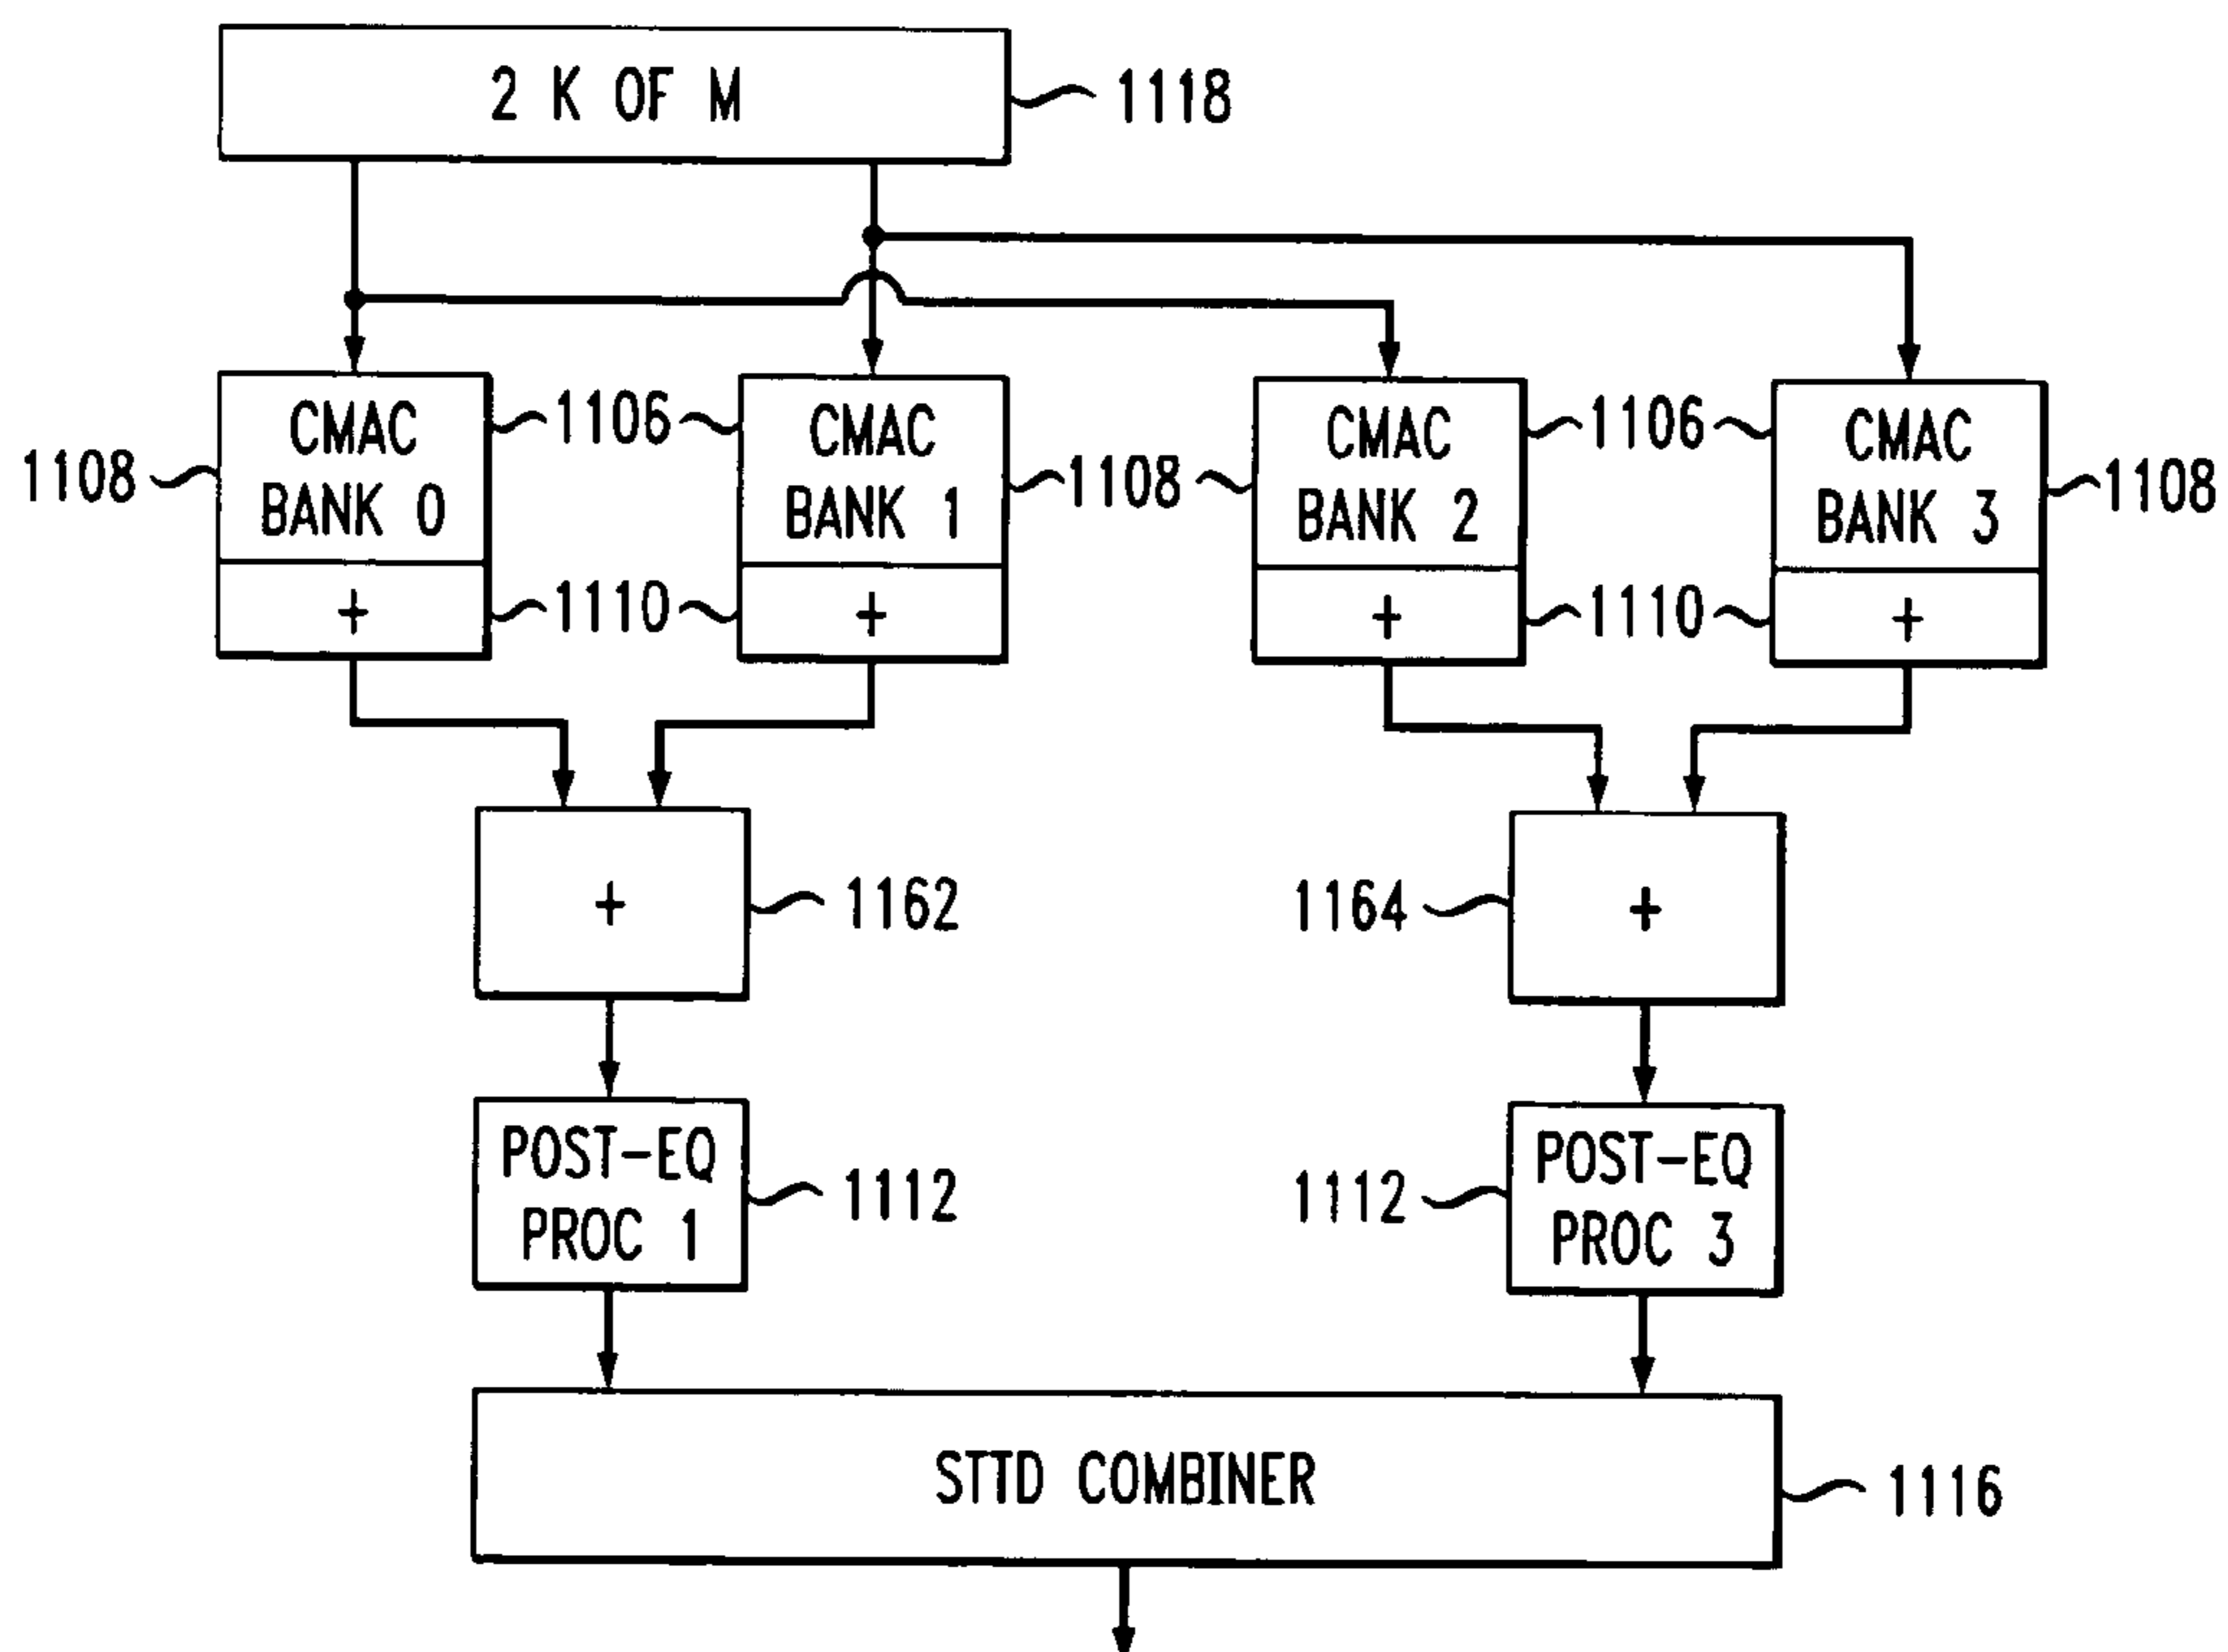 2 K OF M
1118
CMAC
BANK 0
1106
CMAC
BANK 1
CMAC
BANK 2
1106
CMAC
BANK 3
1108
1108
1108
+
1110
+
+
1110
+
+
1162
1164
+
POST-EQ
PROC 1
1112
1112
POST-EQ
PROC 3
STTD COMBINER
1116